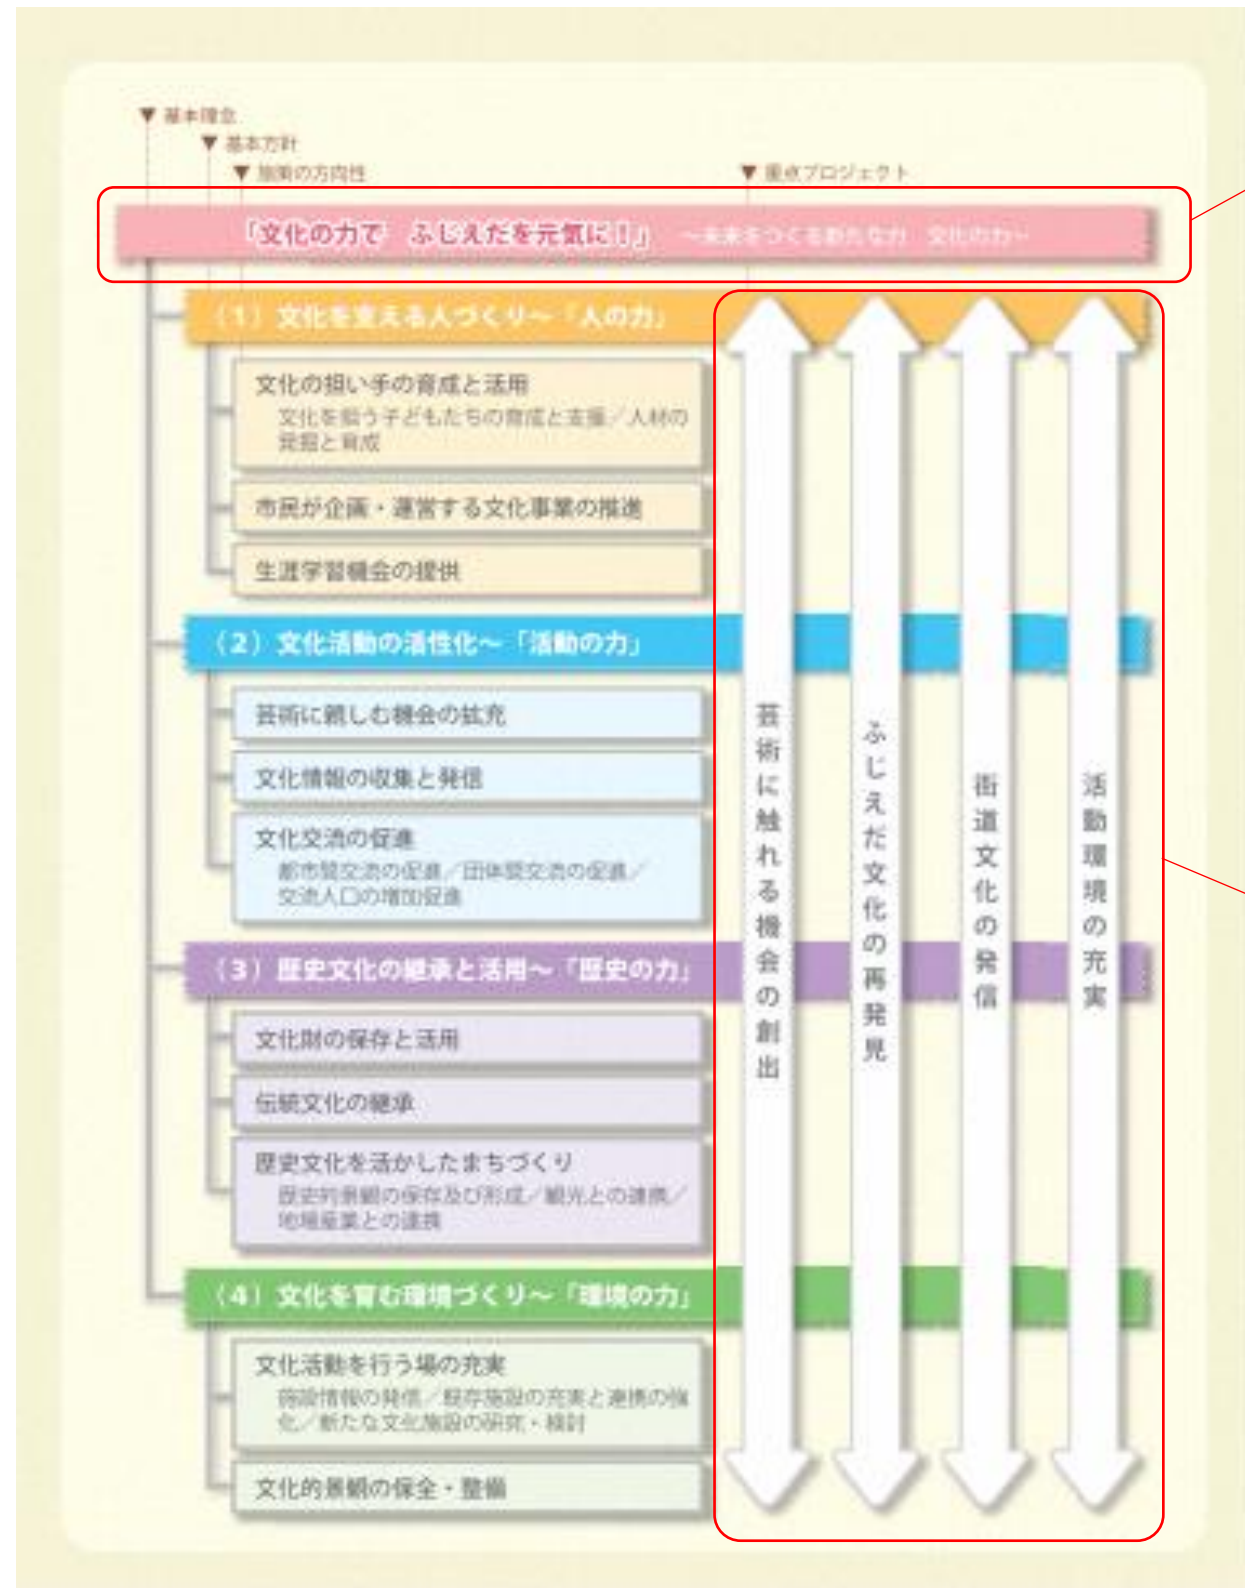 ▼ 基本理念
▼ 基本方針
▼ 施策の方向性
▼ 重点プロジェクト
「文化の力で　ふじえだを元気に！」 ～未来をつくる新たな力　文化の力～
（1）文化を支える人づくり～「人の力」
文化の担い手の育成と活用
文化を担う子どもたちの育成と支援／人材の
発掘と育成
市民が企画・運営する文化事業の推進
生涯学習機会の提供
（2）文化活動の活性化～「活動の力」
芸術に親しむ機会の拡充
文化情報の収集と発信
文化交流の促進
都市間交流の促進／団体間交流の促進／
交流人口の増加促進
（3）歴史文化の継承と活用～「歴史の力」
文化財の保存と活用
伝統文化の継承
歴史文化を活かしたまちづくり
歴史的景観の保存及び形成／観光との連携／
地場産業との連携
（4）文化を育む環境づくり～「環境の力」
文化活動を行う場の充実
施設情報の発信／既存施設の充実と連携の強
化／新たな文化施設の研究・検討
文化的景観の保全・整備
芸術に触れる機会の創出
ふじえだ文化の再発見
街道文化の発信
活動環境の充実